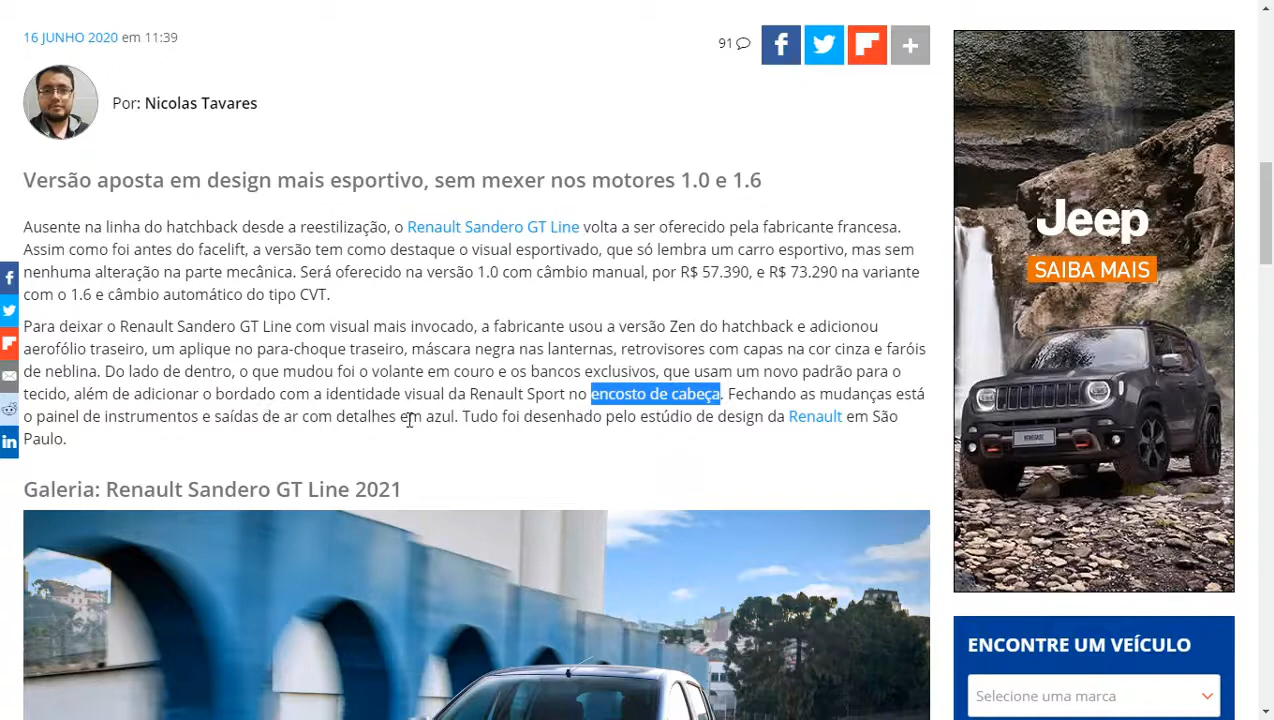 16 JUNHO 2020 em 11:39
91
Por: Nicolas Tavares
Versão aposta em design mais esportivo, sem mexer nos motores 1.0 e 1.6
Ausente na linha do hatchback desde a reestilização, o Renault Sandero GT Line volta a ser oferecido pela fabricante francesa.
Assim como foi antes do facelift, a versão tem como destaque o visual esportivado, que só lembra um carro esportivo, mas sem
nenhuma alteração na parte mecânica. Será oferecido na versão 1.0 com câmbio manual, por R$ 57.390, e R$ 73.290 na variante
com o 1.6 e câmbio automático do tipo CVT.
Para deixar o Renault Sandero GT Line com visual mais invocado, a fabricante usou a versão Zen do hatchback e adicionou
aerofólio traseiro, um aplique no para-choque traseiro, máscara negra nas lanternas, retrovisores com capas na cor cinza e faróis
de neblina. Do lado de dentro, o que mudou foi o volante em couro e os bancos exclusivos, que usam um novo padrão para o
tecido, além de adicionar o bordado com a identidade visual da Renault Sport no encosto de cabeça. Fechando as mudanças está
o painel de instrumentos e saídas de ar com detalhes em azul. Tudo foi desenhado pelo estúdio de design da Renault em São
Paulo.
Galeria: Renault Sandero GT Line 2021
Jeep
SAIBA MAIS
RENEGADE
ENCONTRE UM VEÍCULO
Selecione uma marca